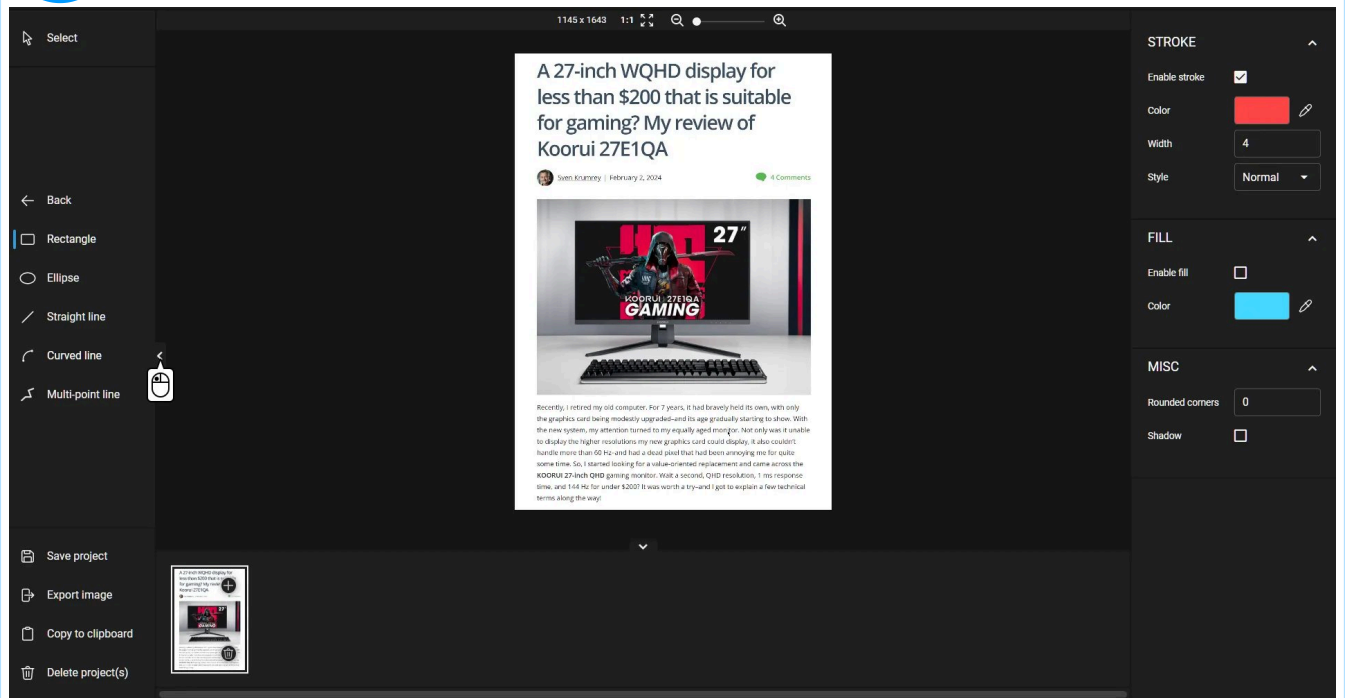 1145 x 1643 1:1
Select
Back
Rectangle
Ellipse
Straight line
Curved line
Multi-point line
Save project
Export image
Copy to clipboard
Delete project(s)
A 27-inch WQHD display for
less than $200 that is suitable
for gaming? My review of
Koorui 27E1QA
Sven Krumrey | February 2, 2024
4 Comments
27"
KOORUI 27E1QA
GAMING
Recently, I retired my old computer. For 7 years, it had bravely held its own, with only
the graphics card being modestly upgraded–and its age gradually starting to show. With
the new system, my attention turned to my equally aged monitor. Not only was it unable
to display the higher resolutions my new graphics card could display, it also couldn't
handle more than 60 Hz–and had a dead pixel that had been annoying me for quite
some time. So, I started looking for a value-oriented replacement and came across the
KOORUI 27-inch QHD gaming monitor. Wait a second, QHD resolution, 1 ms response
time, and 144 Hz for under $200? It was worth a try–and I got to explain a few technical
terms along the way!
STROKE
Enable stroke
Color
Width 4
Style Normal
FILL
Enable fill
Color
MISC
Rounded corners 0
Shadow